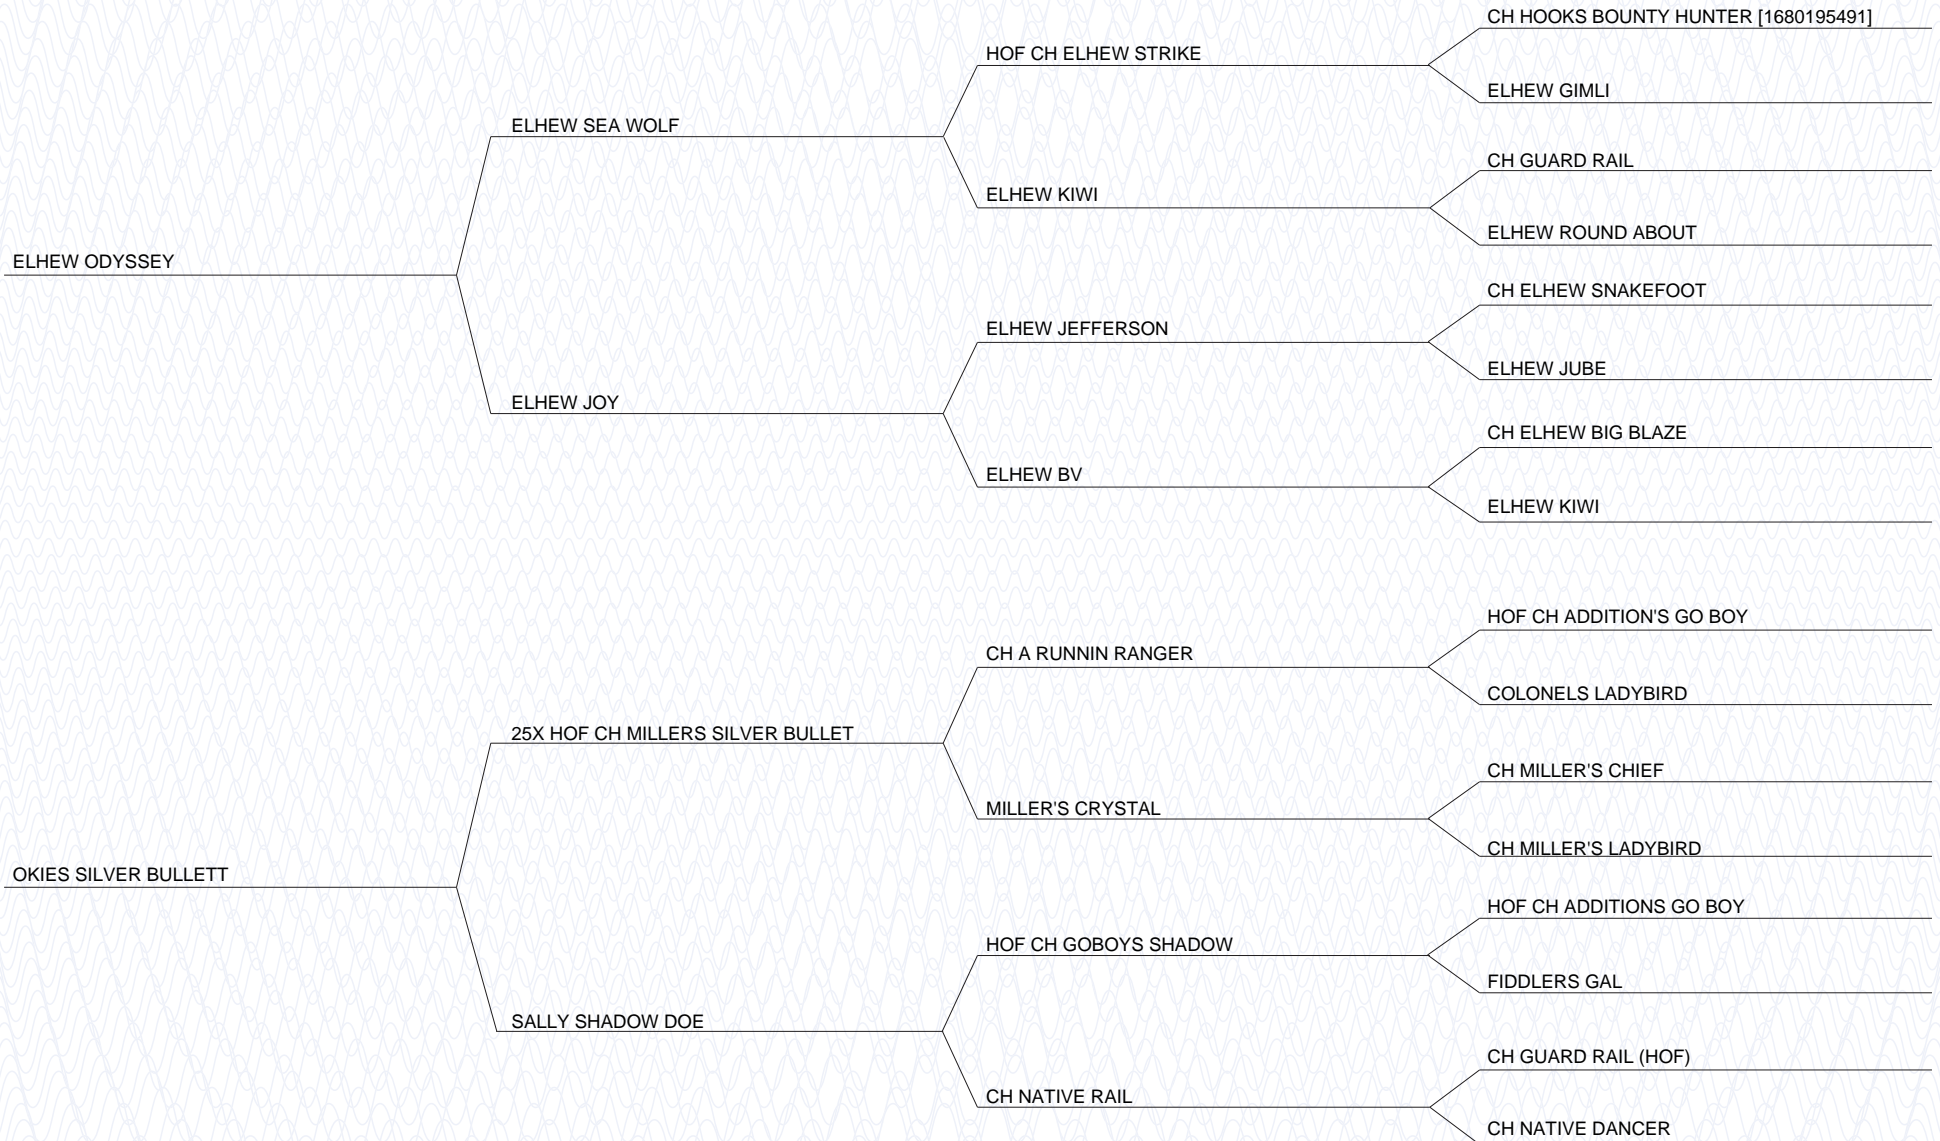 CH HOOKS BOUNTY HUNTER [1680195491]
HOF CH ELHEW STRIKE
ELHEW GIMLI
ELHEW SEA WOLF
CH GUARD RAIL
ELHEW KIWI
ELHEW ROUND ABOUT
ELHEW ODYSSEY
CH ELHEW SNAKEFOOT
ELHEW JEFFERSON
ELHEW JUBE
ELHEW JOY
CH ELHEW BIG BLAZE
ELHEW BV
ELHEW KIWI
HOF CH ADDITION'S GO BOY
CH A RUNNIN RANGER
COLONELS LADYBIRD
25X HOF CH MILLERS SILVER BULLET
CH MILLER'S CHIEF
MILLER'S CRYSTAL
CH MILLER'S LADYBIRD
OKIES SILVER BULLETT
HOF CH ADDITIONS GO BOY
HOF CH GOBOYS SHADOW
FIDDLERS GAL
SALLY SHADOW DOE
CH GUARD RAIL (HOF)
CH NATIVE RAIL
CH NATIVE DANCER